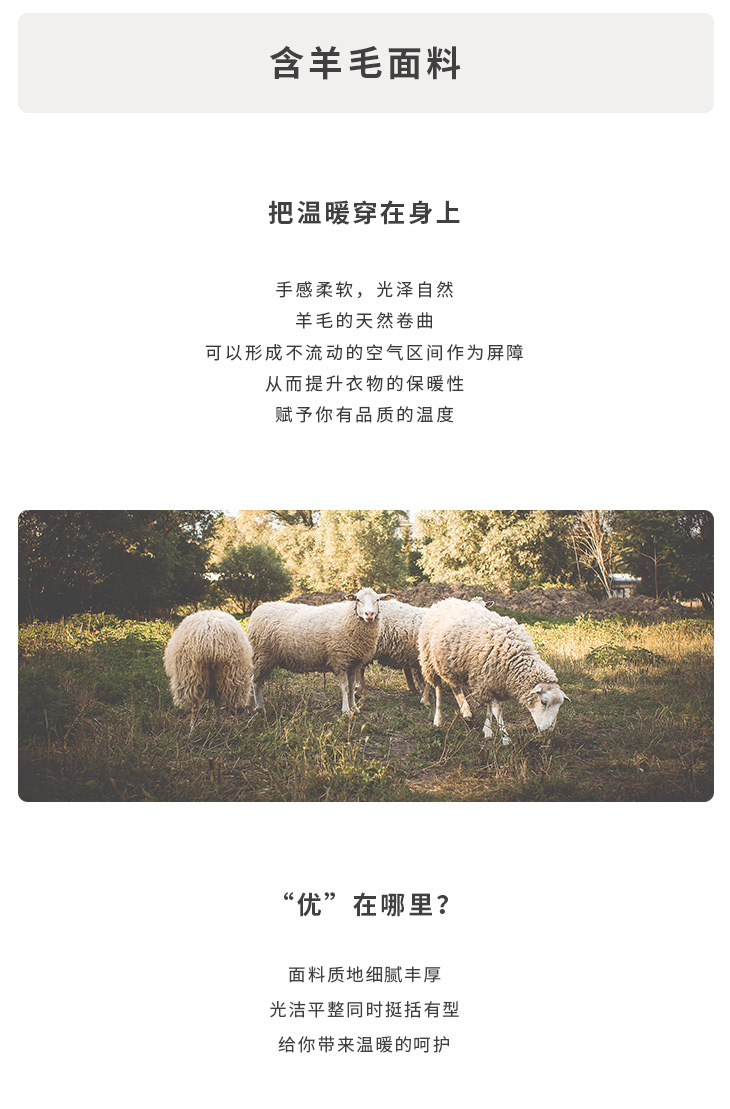 含羊毛面料
把温暖穿在身上
手感柔软，光泽自然
羊毛的天然卷曲
可以形成不流动的空气区间作为屏障
从而提升衣物的保暖性
赋予你有品质的温度
“优”在哪里？
面料质地细腻丰厚
光洁平整同时挺括有型
给你带来温暖的呵护